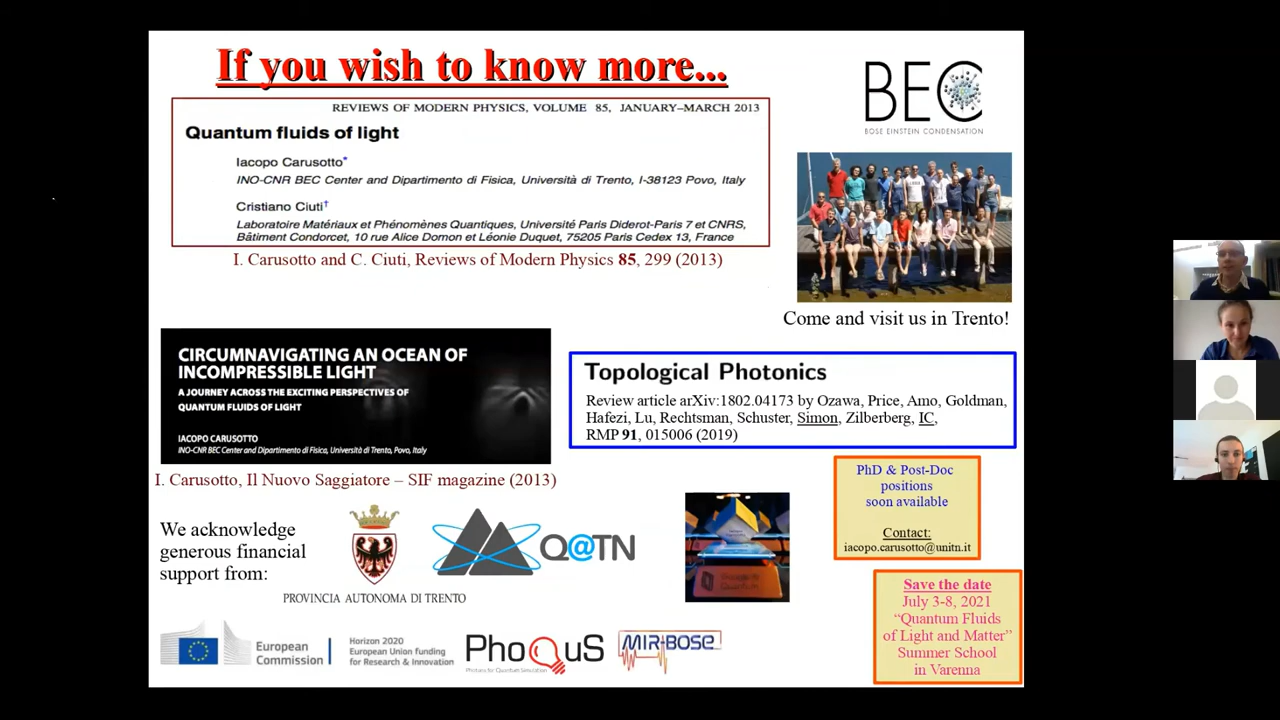 If you wish to know more...
REVIEWS OF MODERN PHYSICS, VOLUME 85, JANUARY–MARCH 2013
Quantum fluids of light
Iacopo Carusotto*
INO-CNR BEC Center and Dipartimento di Fisica, Università di Trento, I-38123 Povo, Italy
Cristiano Ciuti†
Laboratoire Matériaux et Phénomènes Quantiques, Université Paris Diderot-Paris 7 et CNRS,
Bâtiment Condorcet, 10 rue Alice Domon et Léonie Duquet, 75205 Paris Cedex 13, France
I. Carusotto and C. Ciuti, Reviews of Modern Physics 85, 299 (2013)
BEC
BOSE EINSTEIN CONDENSATION
Come and visit us in Trento!
CIRCUMNAVIGATING AN OCEAN OF
INCOMPRESSIBLE LIGHT
A JOURNEY ACROSS THE EXCITING PERSPECTIVES OF
QUANTUM FLUIDS OF LIGHT
IACOPO CARUSOTTO
INO-CNR BEC Center and Dipartimento di Fisica, Università di Trento, Povo, Italy
I. Carusotto, Il Nuovo Saggiatore – SIF magazine (2013)
Topological Photonics
Review article arXiv:1802.04173 by Ozawa, Price, Amo, Goldman,
Hafezi, Lu, Rechtsman, Schuster, Simon, Zilberberg, IC,
RMP 91, 015006 (2019)
PhD & Post-Doc
positions
soon available
Contact:
iacopo.carusotto@unitn.it
We acknowledge
generous financial
support from:
PROVINCIA AUTONOMA DI TRENTO
Q@TN
Save the date
July 3-8, 2021
“Quantum Fluids
of Light and Matter”
Summer School
in Varenna
European
Commission
Horizon 2020
European Union funding
for Research & Innovation
PhoQuS
Photons for Quantum Simulation
MIR-BOSE